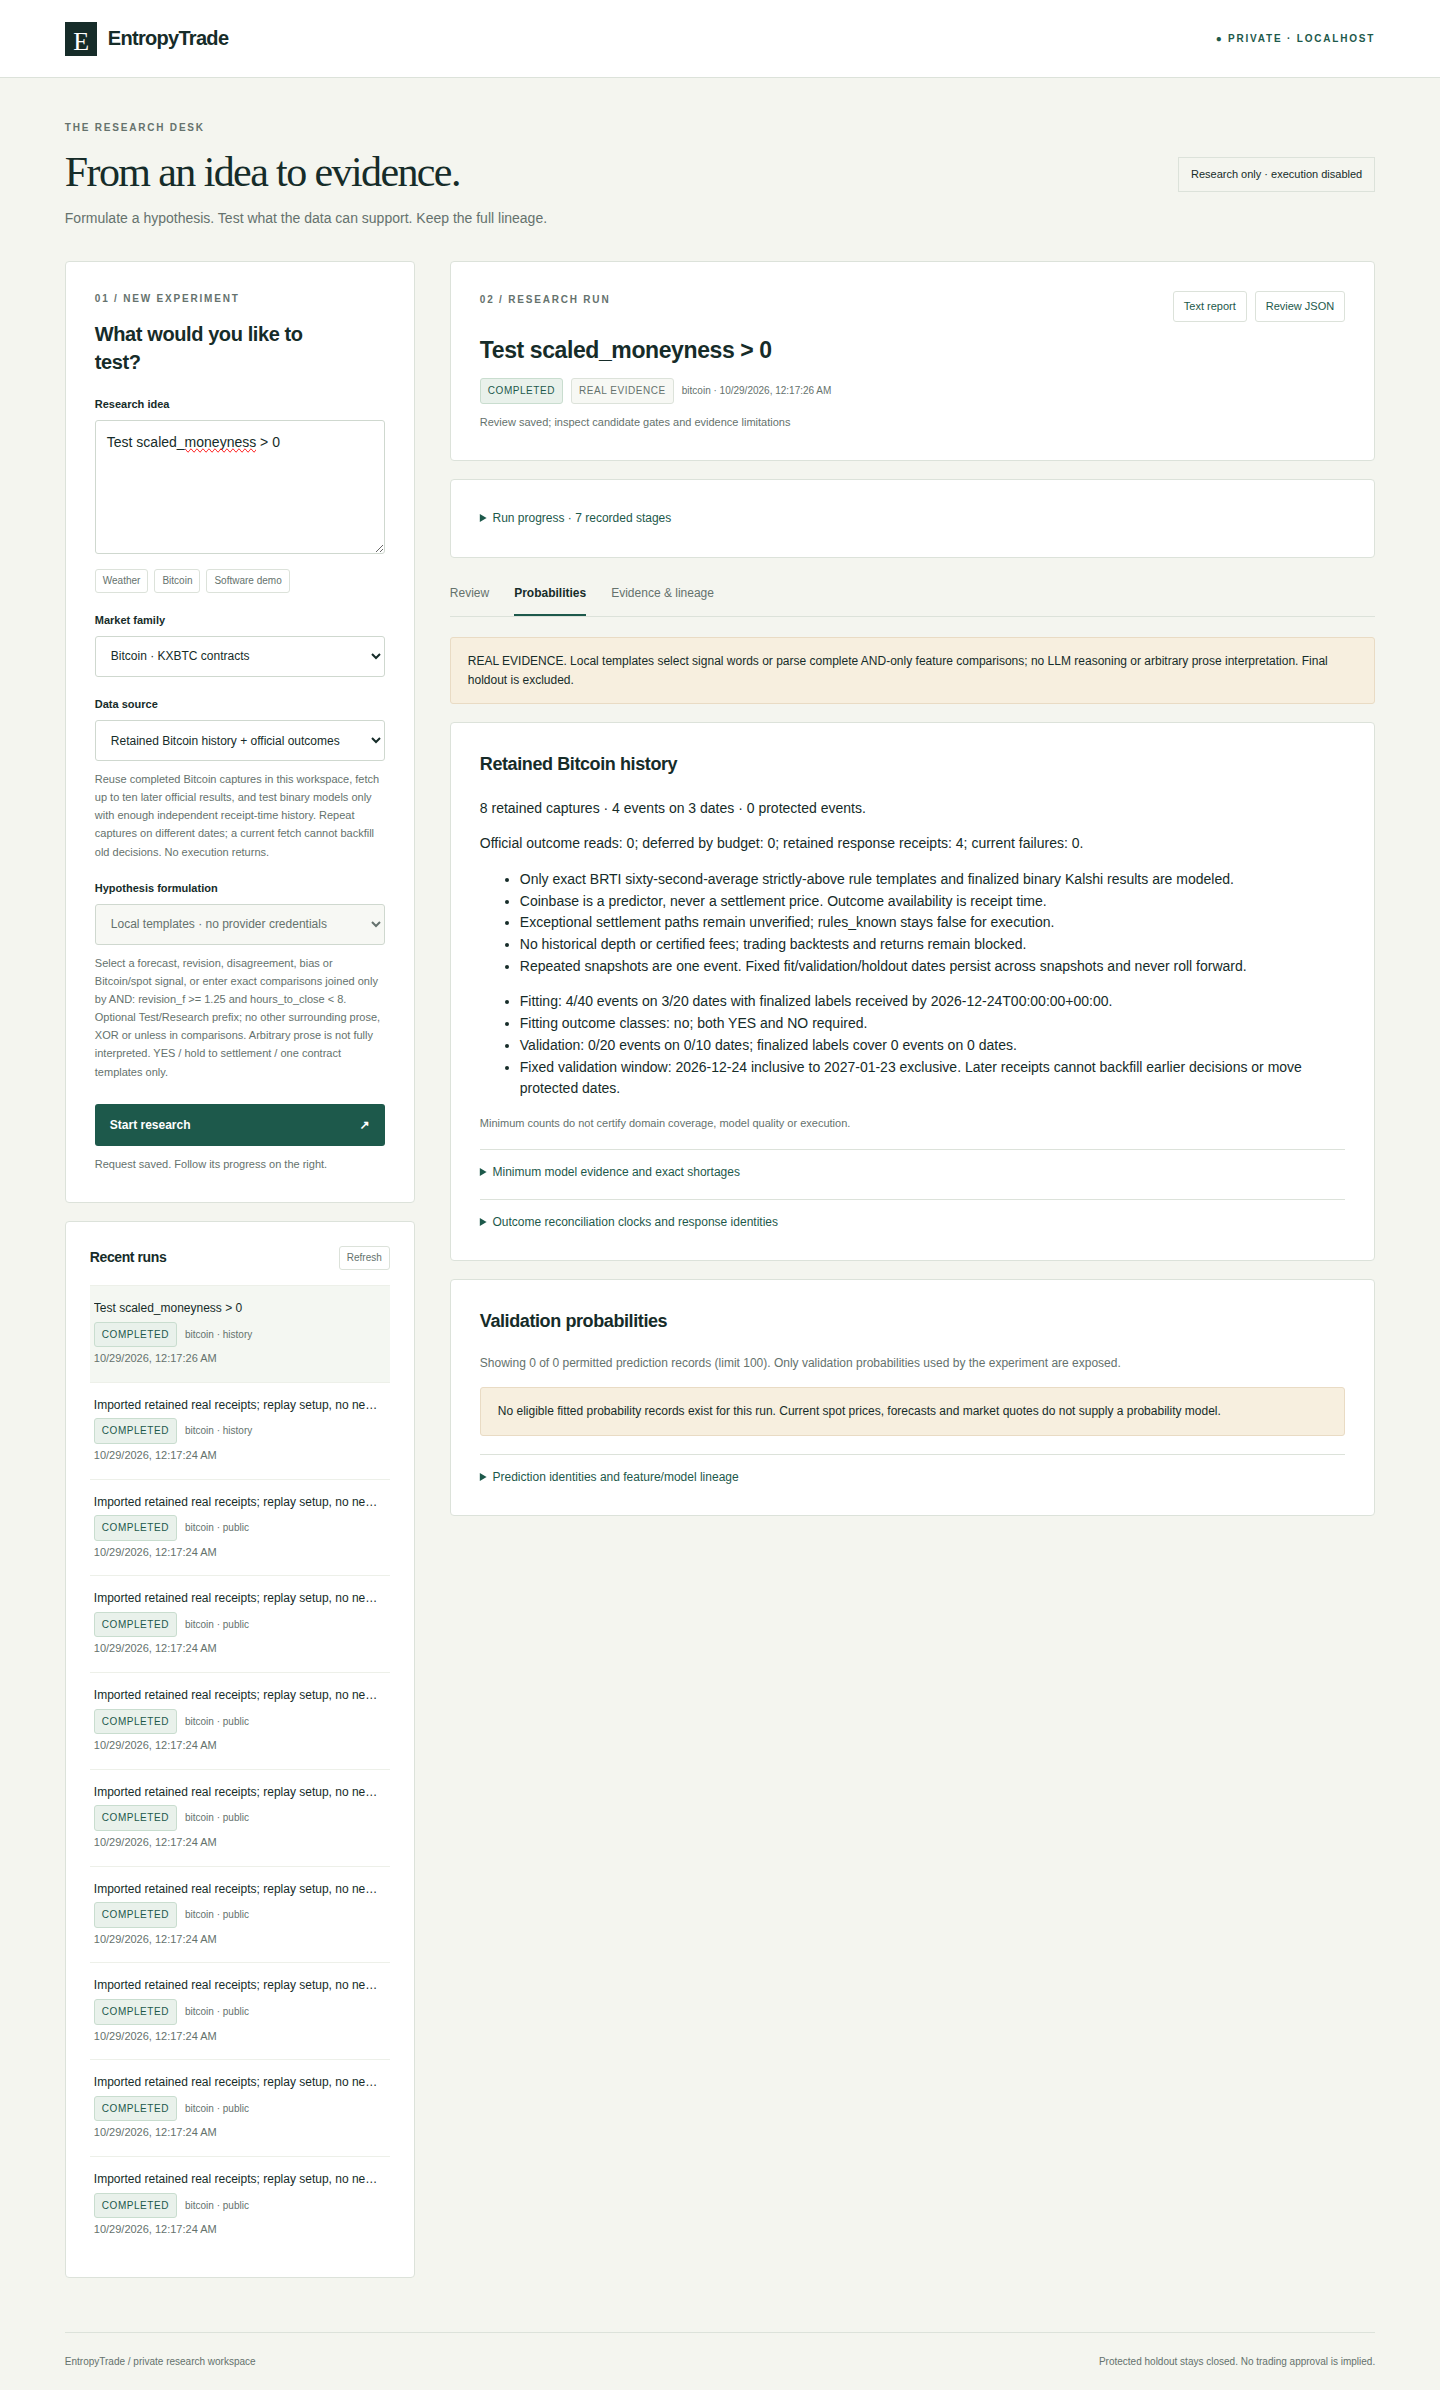 E EntropyTrade
● PRIVATE · LOCALHOST
THE RESEARCH DESK
From an idea to evidence.
Research only · execution disabled
Formulate a hypothesis. Test what the data can support. Keep the full lineage.
01 / NEW EXPERIMENT
What would you like to
test?
Research idea
Test scaled_moneyness > 0
Weather
Bitcoin
Software demo
Market family
Bitcoin · KXBTC contracts
Data source
Retained Bitcoin history + official outcomes
Reuse completed Bitcoin captures in this workspace, fetch
up to ten later official results, and test binary models only
with enough independent receipt-time history. Repeat
captures on different dates; a current fetch cannot backfill
old decisions. No execution returns.
Hypothesis formulation
Local templates · no provider credentials
Select a forecast, revision, disagreement, bias or
Bitcoin/spot signal, or enter exact comparisons joined only
by AND: revision_f >= 1.25 and hours_to_close < 8.
Optional Test/Research prefix; no other surrounding prose,
XOR or unless in comparisons. Arbitrary prose is not fully
interpreted. YES / hold to settlement / one contract
templates only.
Start research ↗
Request saved. Follow its progress on the right.
Recent runs
Refresh
Test scaled_moneyness > 0
COMPLETED bitcoin · history
10/29/2026, 12:17:26 AM
Imported retained real receipts; replay setup, no ne…
COMPLETED bitcoin · history
10/29/2026, 12:17:24 AM
Imported retained real receipts; replay setup, no ne…
COMPLETED bitcoin · public
10/29/2026, 12:17:24 AM
Imported retained real receipts; replay setup, no ne…
COMPLETED bitcoin · public
10/29/2026, 12:17:24 AM
Imported retained real receipts; replay setup, no ne…
COMPLETED bitcoin · public
10/29/2026, 12:17:24 AM
Imported retained real receipts; replay setup, no ne…
COMPLETED bitcoin · public
10/29/2026, 12:17:24 AM
Imported retained real receipts; replay setup, no ne…
COMPLETED bitcoin · public
10/29/2026, 12:17:24 AM
Imported retained real receipts; replay setup, no ne…
COMPLETED bitcoin · public
10/29/2026, 12:17:24 AM
Imported retained real receipts; replay setup, no ne…
COMPLETED bitcoin · public
10/29/2026, 12:17:24 AM
Imported retained real receipts; replay setup, no ne…
COMPLETED bitcoin · public
10/29/2026, 12:17:24 AM
02 / RESEARCH RUN
Text report
Review JSON
Test scaled_moneyness > 0
COMPLETED REAL EVIDENCE bitcoin · 10/29/2026, 12:17:26 AM
Review saved; inspect candidate gates and evidence limitations
▶ Run progress · 7 recorded stages
Review
Probabilities
Evidence & lineage
REAL EVIDENCE. Local templates select signal words or parse complete AND-only feature comparisons; no LLM reasoning or arbitrary prose interpretation. Final
holdout is excluded.
Retained Bitcoin history
8 retained captures · 4 events on 3 dates · 0 protected events.
Official outcome reads: 0; deferred by budget: 0; retained response receipts: 4; current failures: 0.
• Only exact BRTI sixty-second-average strictly-above rule templates and finalized binary Kalshi results are modeled.
• Coinbase is a predictor, never a settlement price. Outcome availability is receipt time.
• Exceptional settlement paths remain unverified; rules_known stays false for execution.
• No historical depth or certified fees; trading backtests and returns remain blocked.
• Repeated snapshots are one event. Fixed fit/validation/holdout dates persist across snapshots and never roll forward.
• Fitting: 4/40 events on 3/20 dates with finalized labels received by 2026-12-24T00:00:00+00:00.
• Fitting outcome classes: no; both YES and NO required.
• Validation: 0/20 events on 0/10 dates; finalized labels cover 0 events on 0 dates.
• Fixed validation window: 2026-12-24 inclusive to 2027-01-23 exclusive. Later receipts cannot backfill earlier decisions or move
protected dates.
Minimum counts do not certify domain coverage, model quality or execution.
▶ Minimum model evidence and exact shortages
▶ Outcome reconciliation clocks and response identities
Validation probabilities
Showing 0 of 0 permitted prediction records (limit 100). Only validation probabilities used by the experiment are exposed.
No eligible fitted probability records exist for this run. Current spot prices, forecasts and market quotes do not supply a probability model.
▶ Prediction identities and feature/model lineage
EntropyTrade / private research workspace
Protected holdout stays closed. No trading approval is implied.